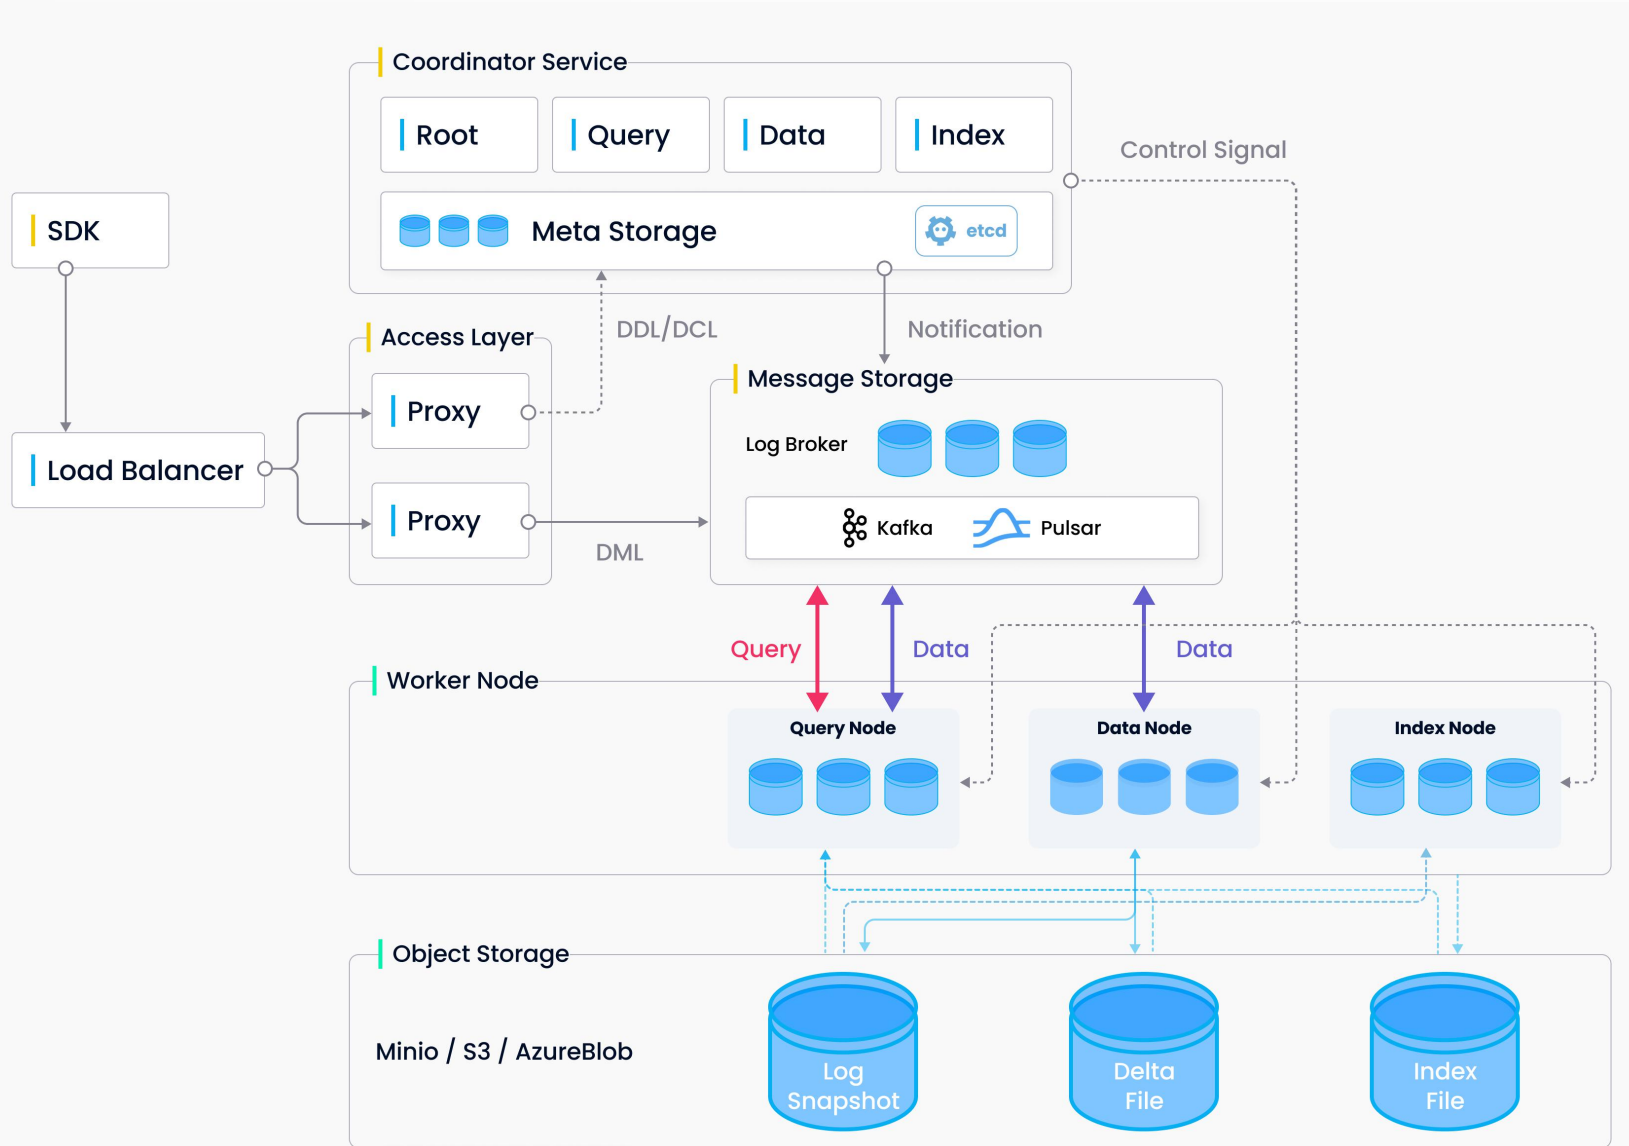 Coordinator Service
Root
Query
Data
Index
Control Signal
SDK
Meta Storage
etcd
DDL/DCL
Notification
Access Layer
Message Storage
Proxy
Log Broker
Load Balancer
Proxy
Kafka
Pulsar
DML
Query
Data
Data
Worker Node
Query Node
Data Node
Index Node
Object Storage
Minio / S3 / AzureBlob
Log
Snapshot
Delta
File
Index
File